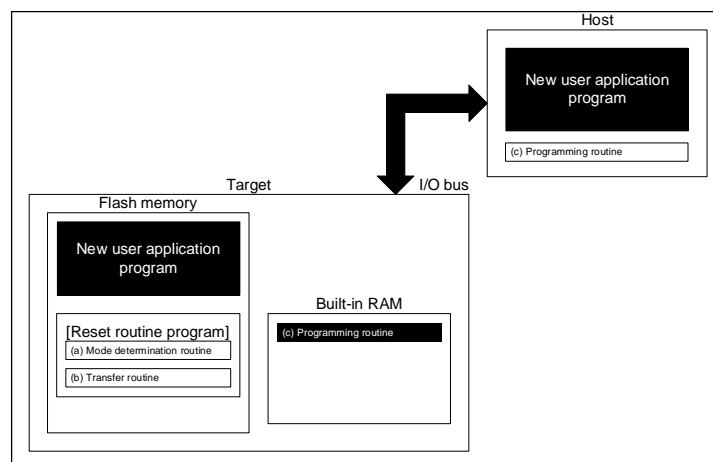 Host
New user application
program
(c) Programming routine
Target
I/O bus
Flash memory
New user application
program
[Reset routine program]
(a) Mode determination routine
(b) Transfer routine
Built-in RAM
(c) Programming routine